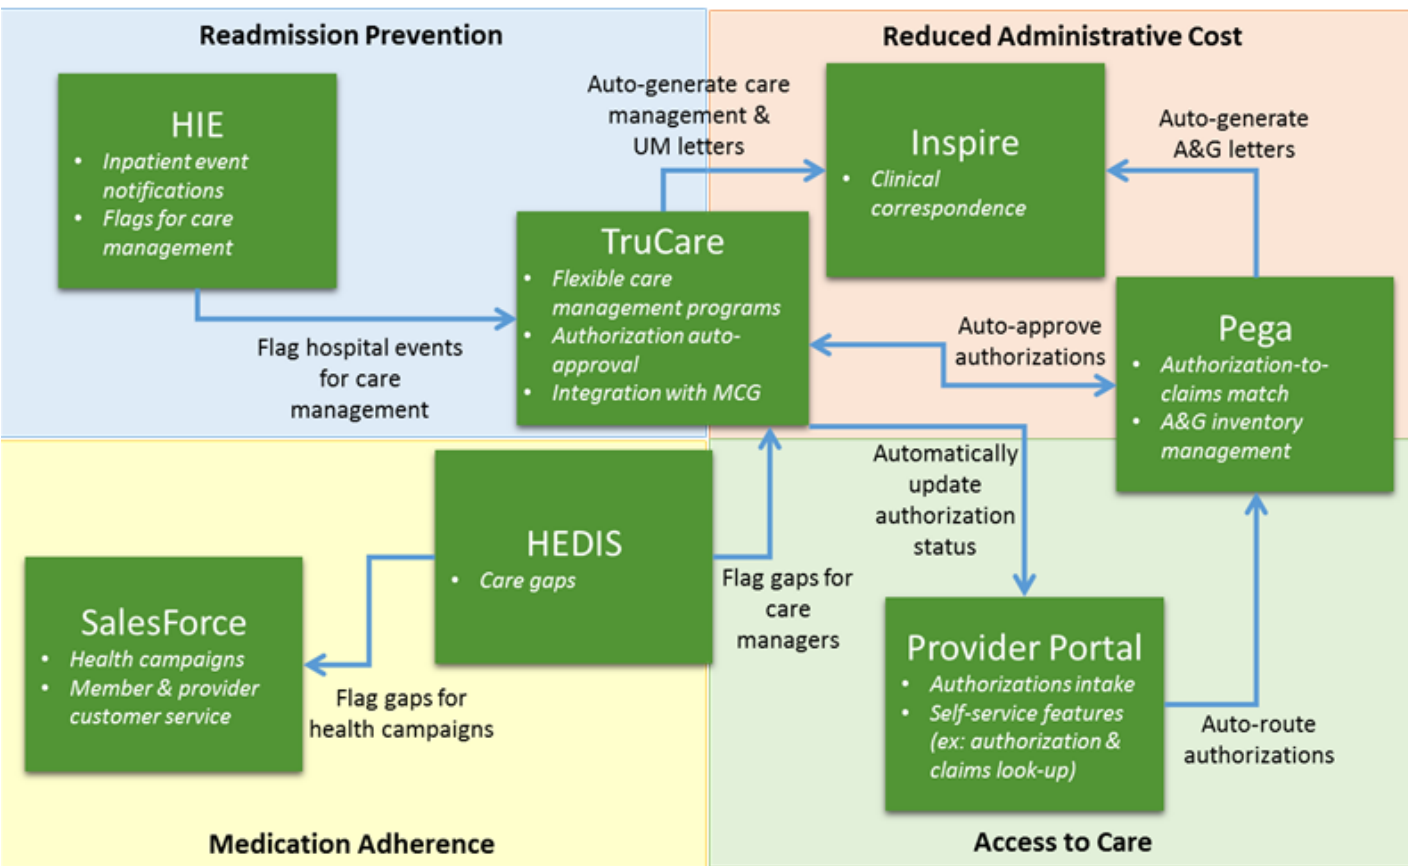 Readmission Prevention
Reduced Administrative Cost
HIE
• Inpatient event
notifications
• Flags for care
management
Auto-generate care
management &
UM letters
Inspire
• Clinical
correspondence
Auto-generate
A&G letters
TruCare
• Flexible care
management programs
• Authorization auto-
approval
• Integration with MCG
Flag hospital events
for care
management
Auto-approve
authorizations
Pega
• Authorization-to-
claims match
• A&G inventory
management
HEDIS
• Care gaps
Automatically
update
authorization
status
Flag gaps for
care
managers
SalesForce
• Health campaigns
• Member & provider
customer service
Flag gaps for
health campaigns
Provider Portal
• Authorizations intake
• Self-service features
(ex: authorization &
claims look-up)
Auto-route
authorizations
Medication Adherence
Access to Care